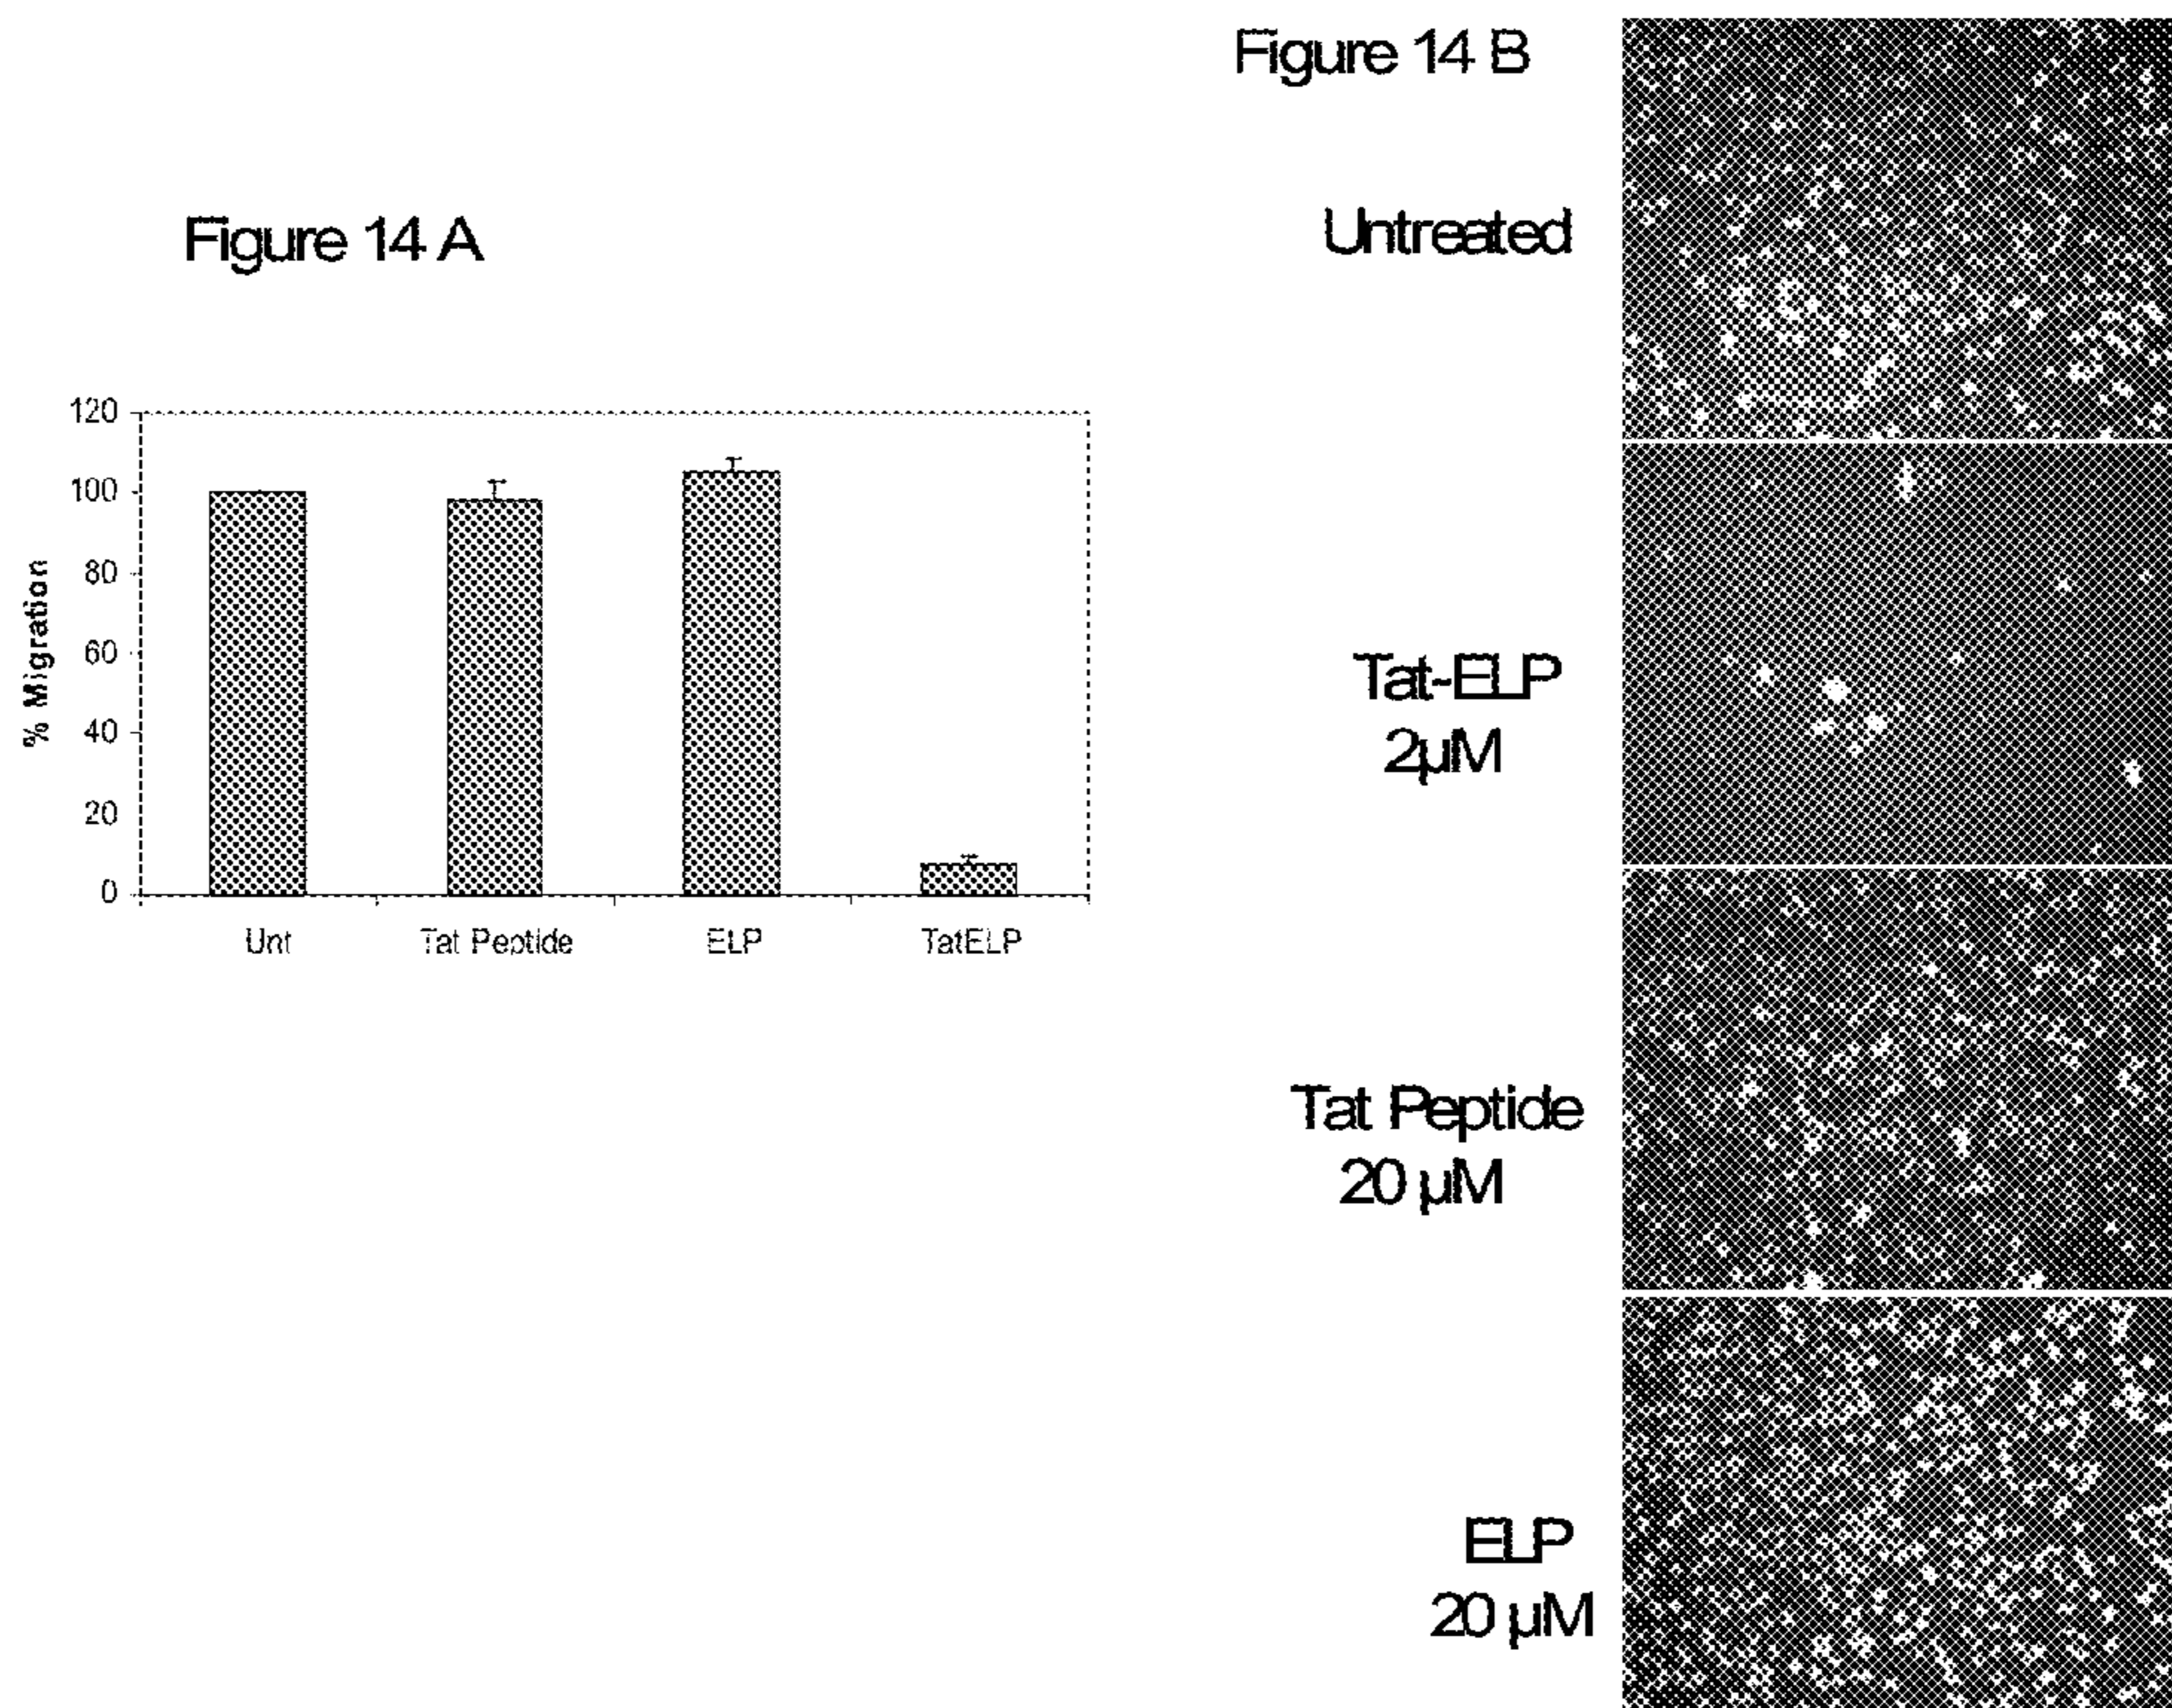 Figure 14 A
120
100
80
60
40
20
0
% Migration
Unt
Tat Peptide
ELP
TatELP
Figure 14 B
Untreated
Tat-ELP
2µM
Tat Peptide
20 µM
ELP
20 µM